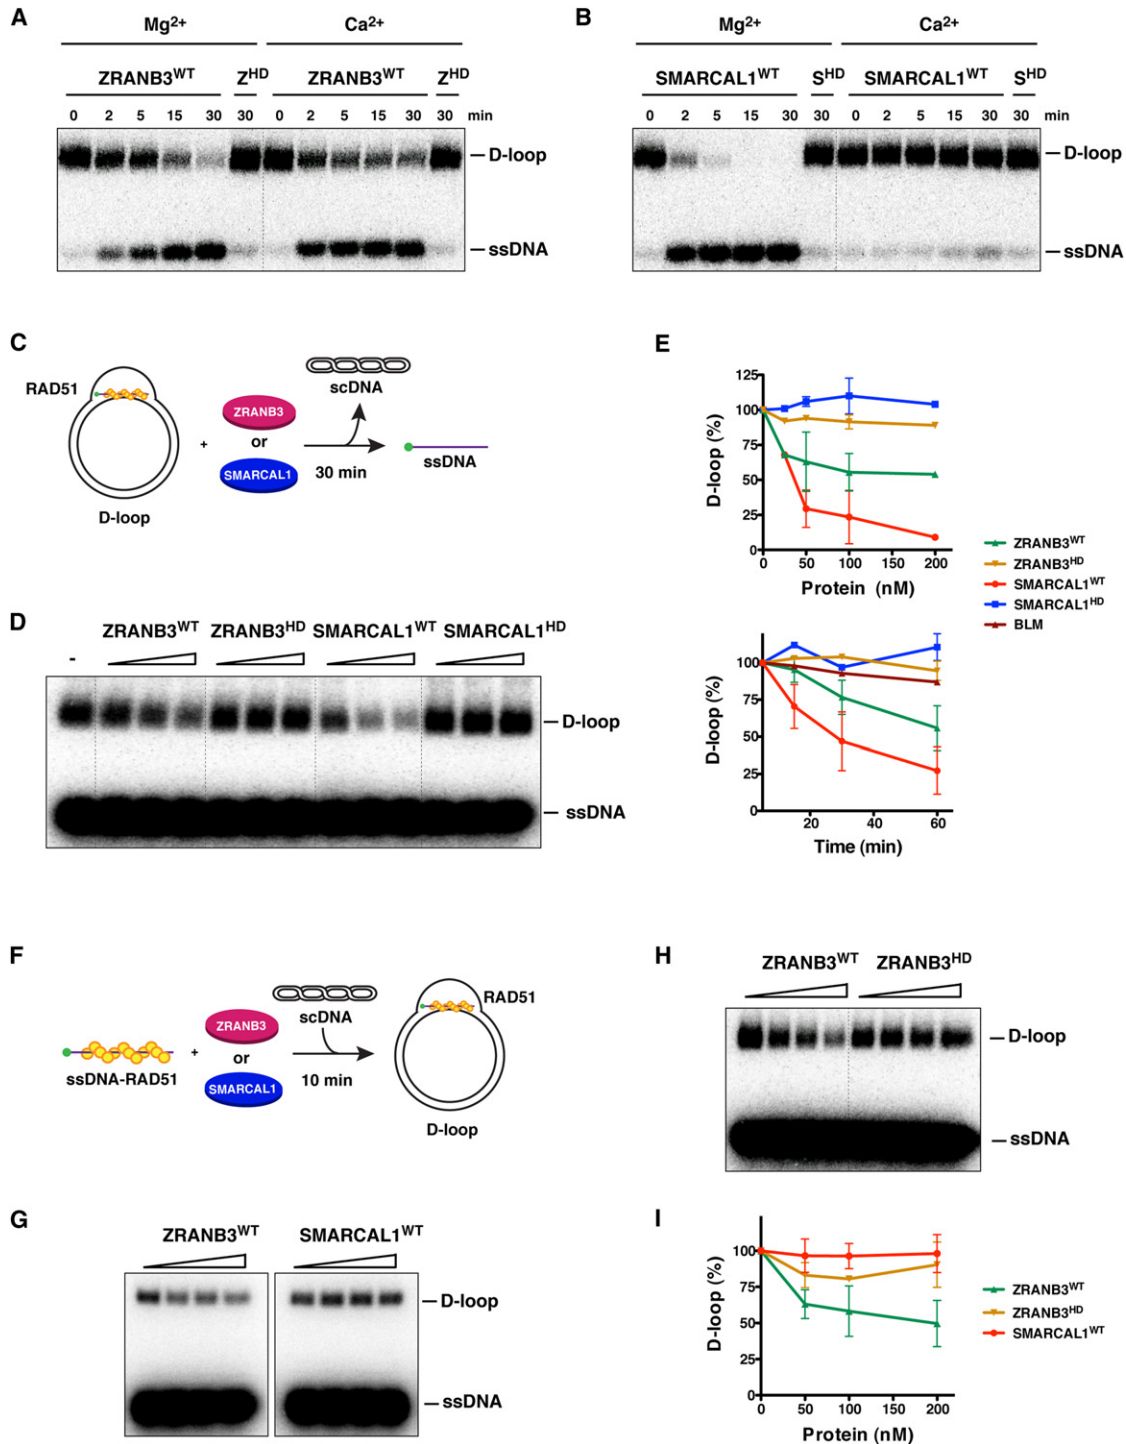 A
Mg2+ Ca2+
ZRANB3WT ZHD ZRANB3WT ZHD
0 2 5 15 30 30 0 2 5 15 30 30 min
D-loop
ssDNA
B
Mg2+ Ca2+
SMARCAL1WT SHD SMARCAL1WT SHD
0 2 5 15 30 30 0 2 5 15 30 30 min
D-loop
ssDNA
C
RAD51
D-loop
+
ZRANB3
or
SMARCAL1
scDNA
30 min
ssDNA
D
- ZRANB3WT ZRANB3HD SMARCAL1WT SMARCAL1HD
D-loop
ssDNA
E
D-loop (%)
125
100
75
50
25
0
0 50 100 150 200
Protein (nM)
D-loop (%)
100
75
50
25
0
20 40 60
Time (min)
ZRANB3WT
ZRANB3HD
SMARCAL1WT
SMARCAL1HD
BLM
F
ssDNA-RAD51
+
ZRANB3
or
SMARCAL1
scDNA
10 min
RAD51
D-loop
G
ZRANB3WT SMARCAL1WT
D-loop
ssDNA
H
ZRANB3WT ZRANB3HD
D-loop
ssDNA
I
D-loop (%)
100
75
50
25
0
0 50 100 150 200
Protein (nM)
ZRANB3WT
ZRANB3HD
SMARCAL1WT